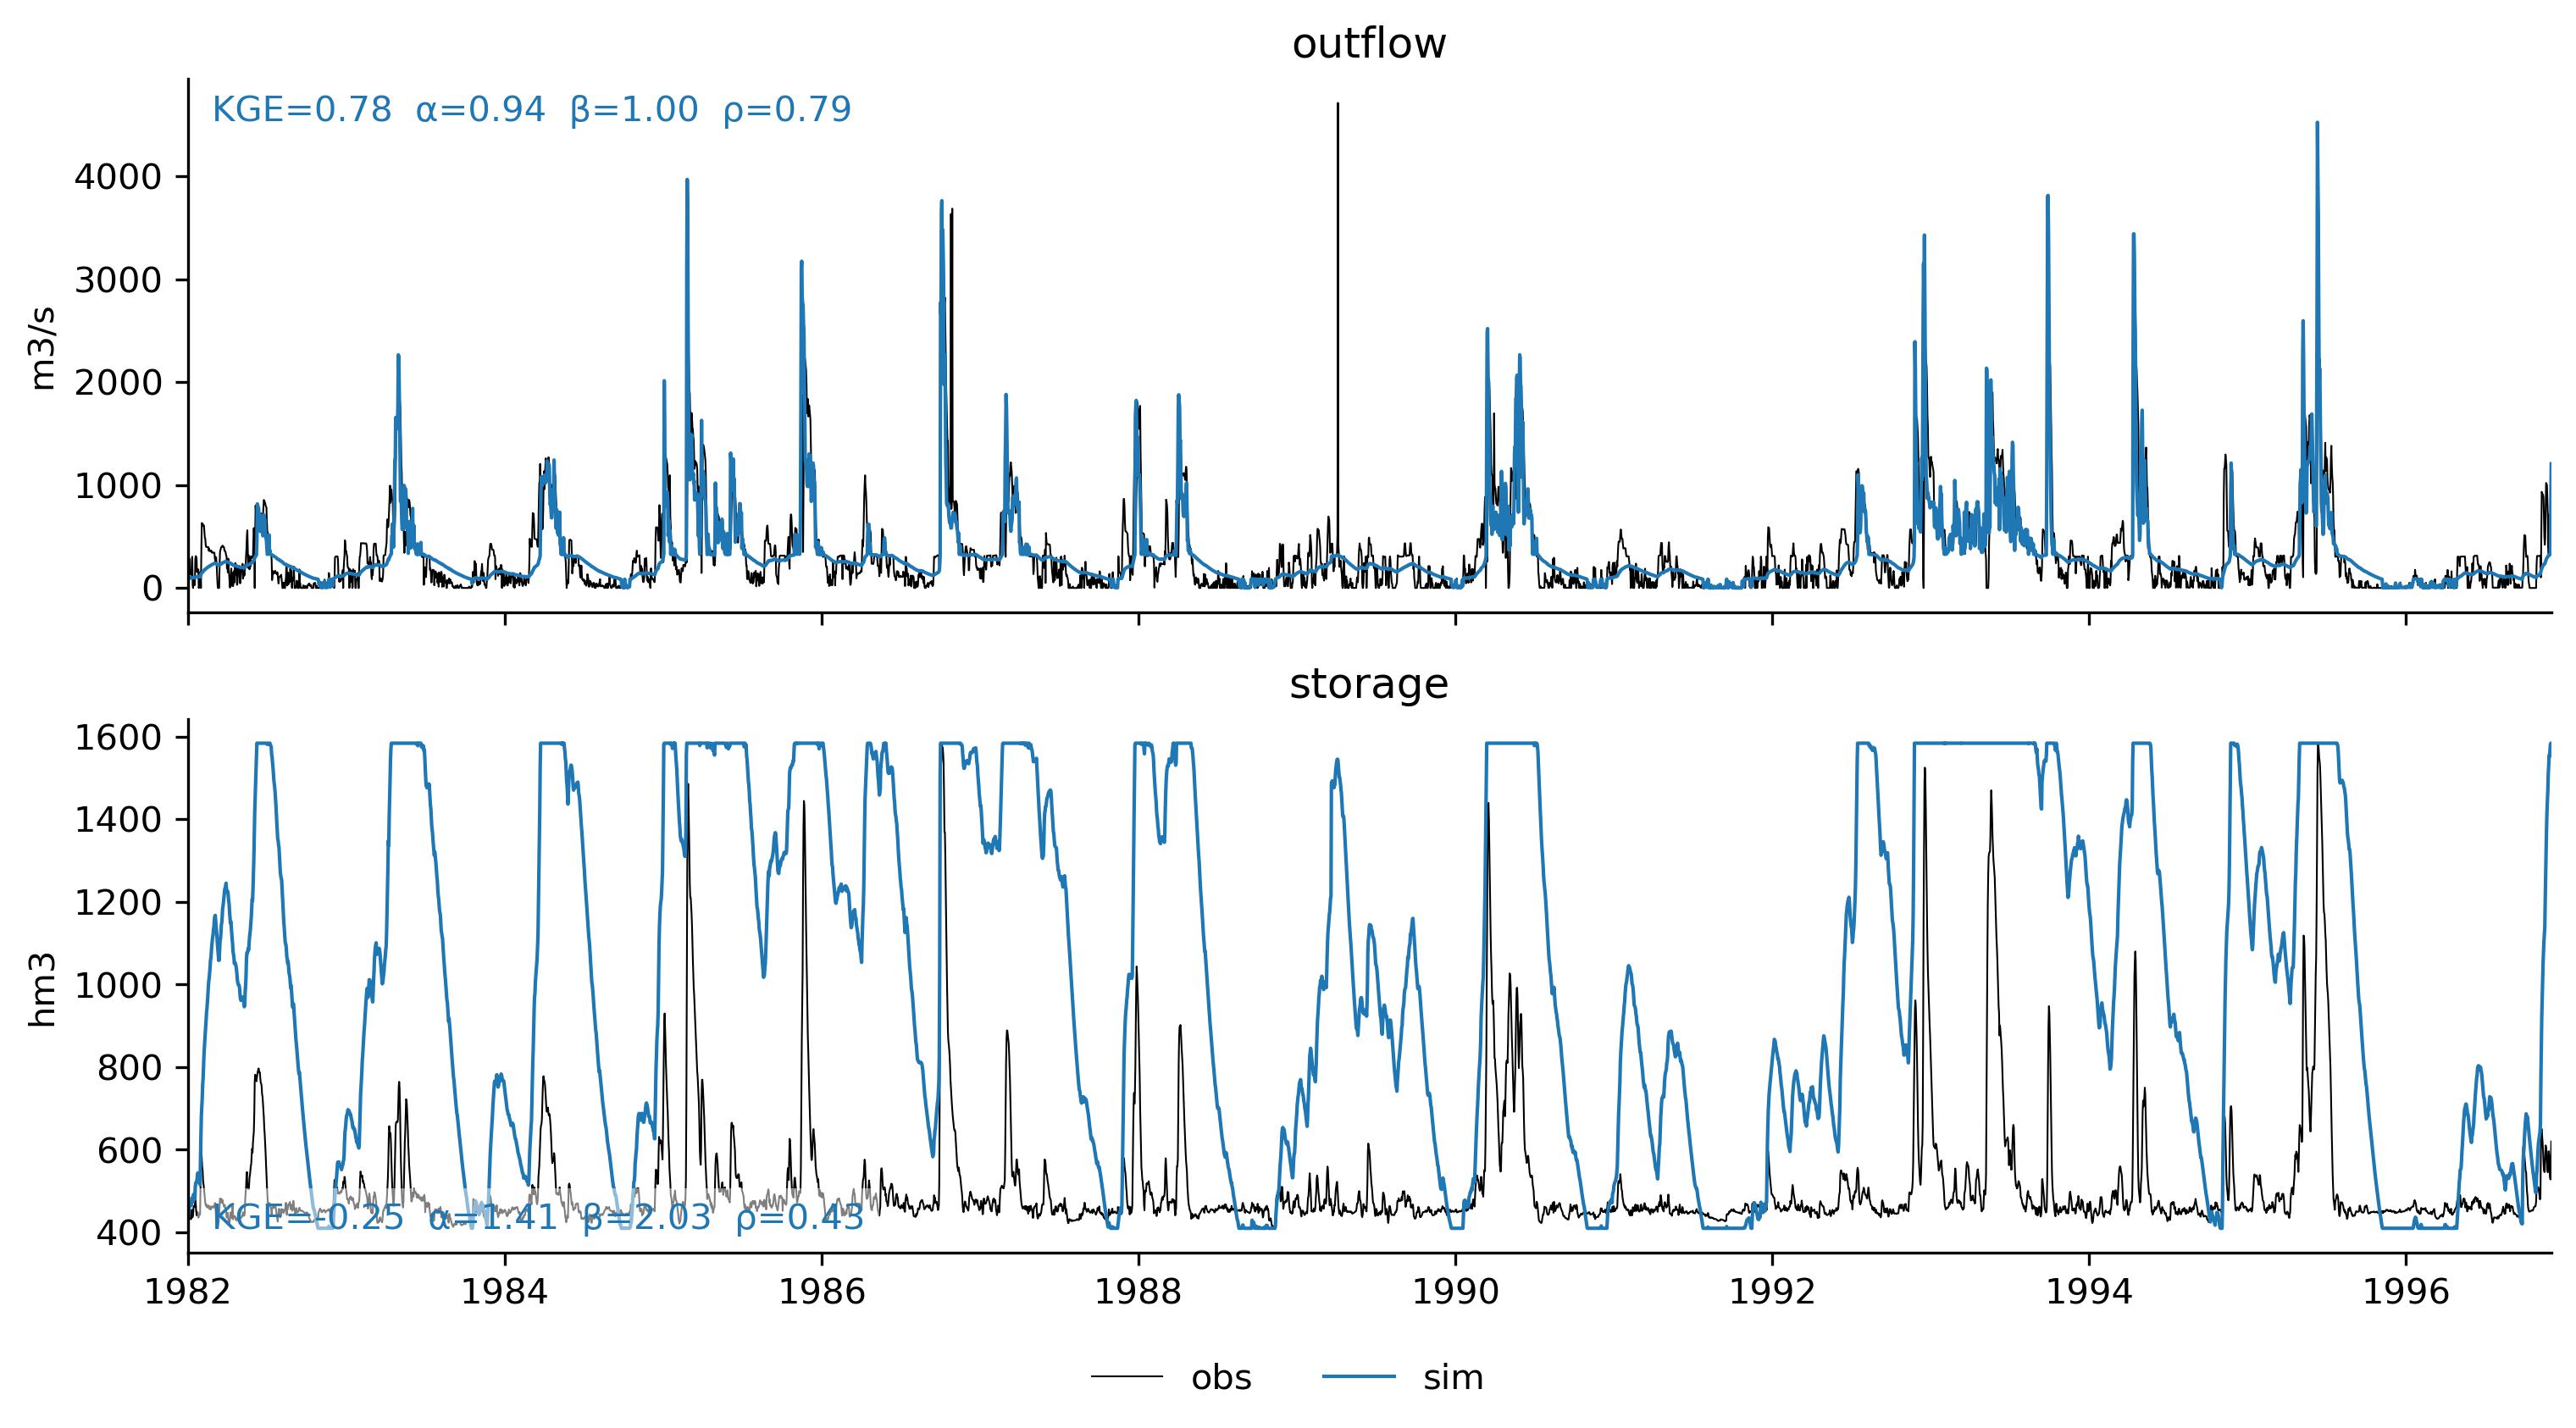 outflow
KGE=0.78 α=0.94 β=1.00 ρ=0.79
4000
3000
2000
1000
0
m3/s
storage
1600
1400
1200
1000
800
600
400
hm3
KGE=-0.25 α=1.41 β=2.03 ρ=0.43
1982 1984 1986 1988 1990 1992 1994 1996
obs sim